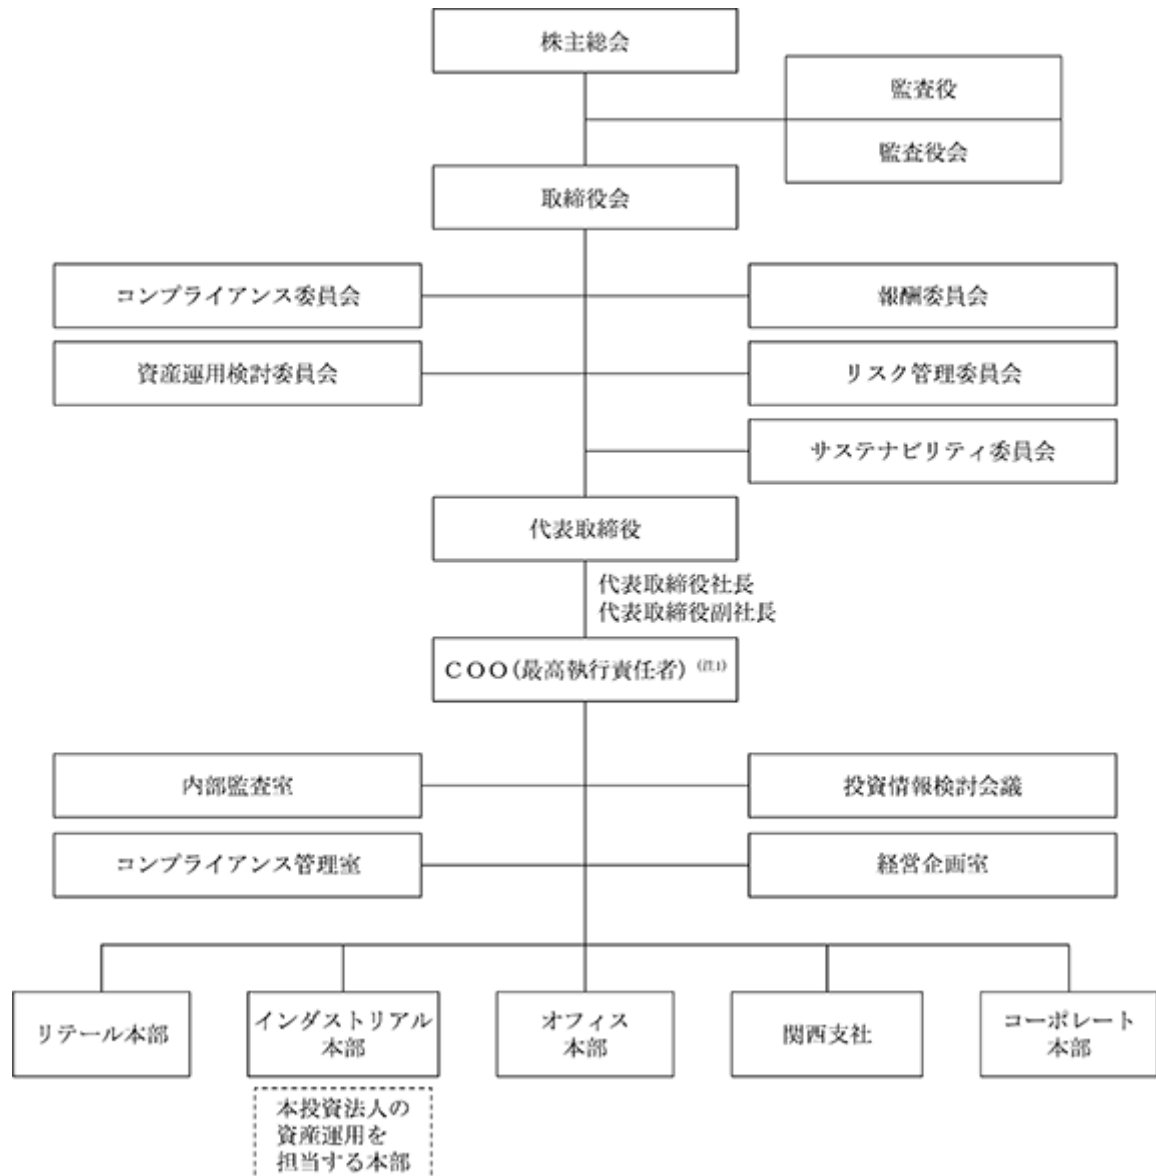 株主総会
監査役
監査役会
取締役会
コンプライアンス委員会
報酬委員会
資産運用検討委員会
リスク管理委員会
サステナビリティ委員会
代表取締役
代表取締役社長
代表取締役副社長
COO(最高執行責任者) (注1)
内部監査室
投資情報検討会議
コンプライアンス管理室
経営企画室
リテール本部
インダストリアル
本部
オフィス
本部
関西支社
コーポレート
本部
本投資法人の
資産運用を
担当する本部